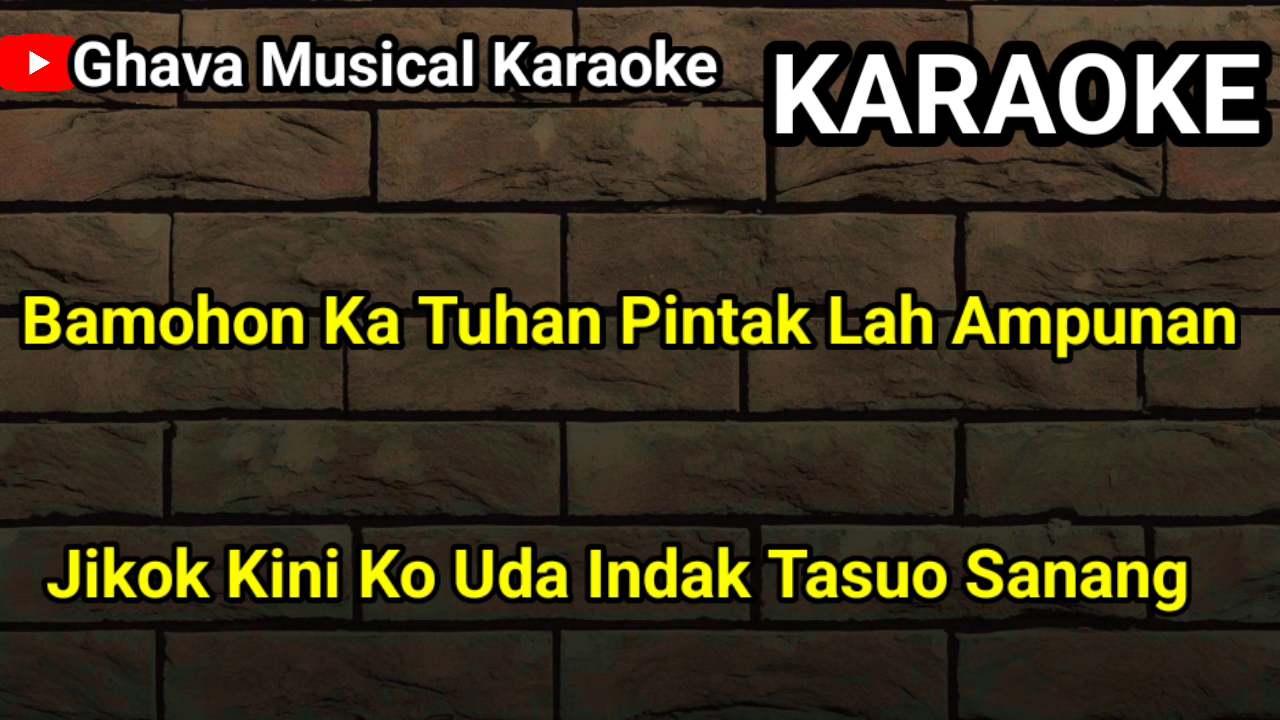 Ghava Musical Karaoke
KARAOKE
Bamohon Ka Tuhan Pintak Lah Ampunan
Jikok Kini Ko Uda Indak Tasuo Sanang